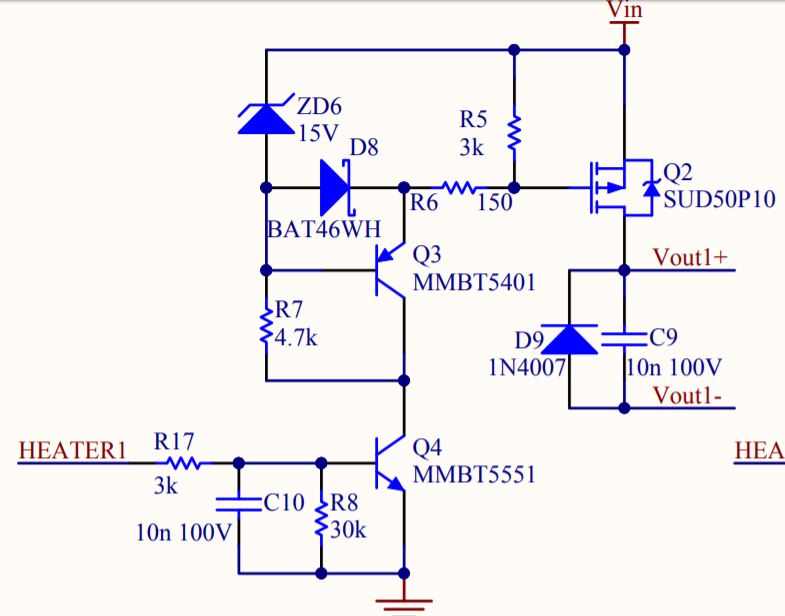 Vin
ZD6
15V
D8
R5
3k
Q2
SUD50P10
R6
150
BAT46WH
Q3
MMBT5401
Vout1+
R7
4.7k
D9
1N4007
C9
10n 100V
Vout1-
HEATER1
R17
3k
Q4
MMBT5551
HEA
C10
10n 100V
R8
30k